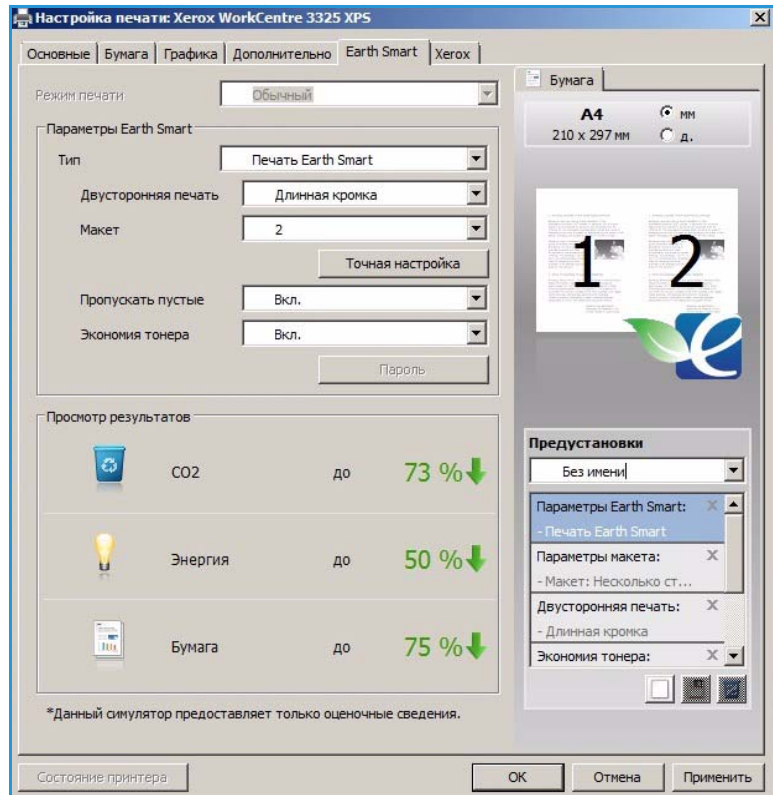 Настройка печати: Xerox WorkCentre 3325 XPS
Основные Бумага Графика Дополнительно Earth Smart Xerox
Режим печати Обычный
Параметры Earth Smart
Тип Печать Earth Smart
Двусторонняя печать Длинная кромка
Макет 2
Точная настройка
Пропускать пустые Вкл.
Экономия тонера Вкл.
Пароль
Просмотр результатов
CO2 до 73 %
Энергия до 50 %
Бумага до 75 %
*Данный симулятор предоставляет только оценочные сведения.
Бумага
A4
210 x 297 мм
мм
д.
1 2
Предустановки
Без имени
Параметры Earth Smart: X
- Печать Earth Smart
Параметры макета: X
- Макет: Несколько ст...
Двусторонняя печать: X
- Длинная кромка
Экономия тонера: X
Состояние принтера
OK Отмена Применить